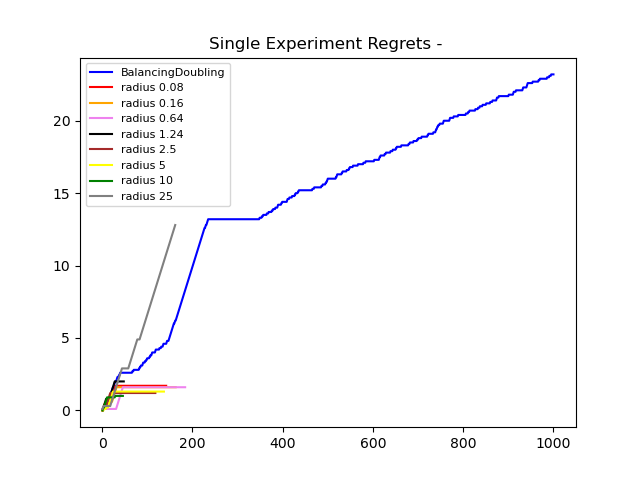 Single Experiment Regrets -
BalancingDoubling
radius 0.08
radius 0.16
radius 0.64
radius 1.24
radius 2.5
radius 5
radius 10
radius 25
20
15
10
5
0
0 200 400 600 800 1000